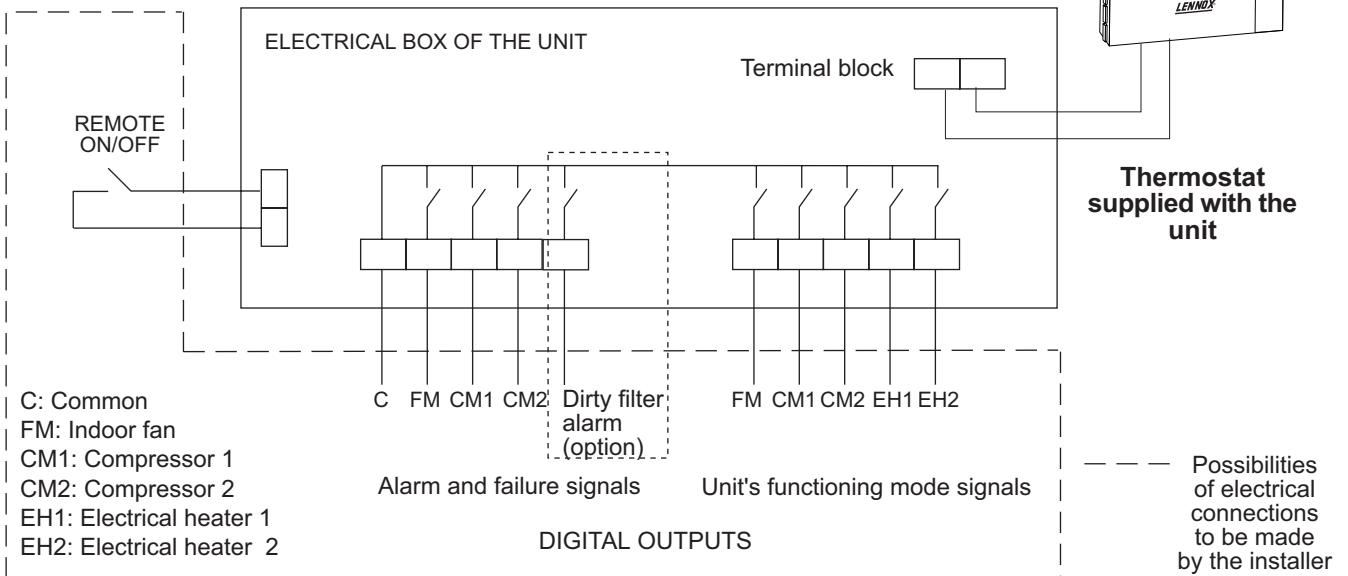 LENNOX
ELECTRICAL BOX OF THE UNIT
Terminal block
REMOTE
ON/OFF
Thermostat
supplied with the
unit
C FM CM1 CM2 Dirty filter
alarm
(option)
FM CM1 CM2 EH1 EH2
C: Common
FM: Indoor fan
CM1: Compressor 1
CM2: Compressor 2
EH1: Electrical heater 1
EH2: Electrical heater 2
Alarm and failure signals
Unit's functioning mode signals
DIGITAL OUTPUTS
Possibilities
of electrical
connections
to be made
by the installer